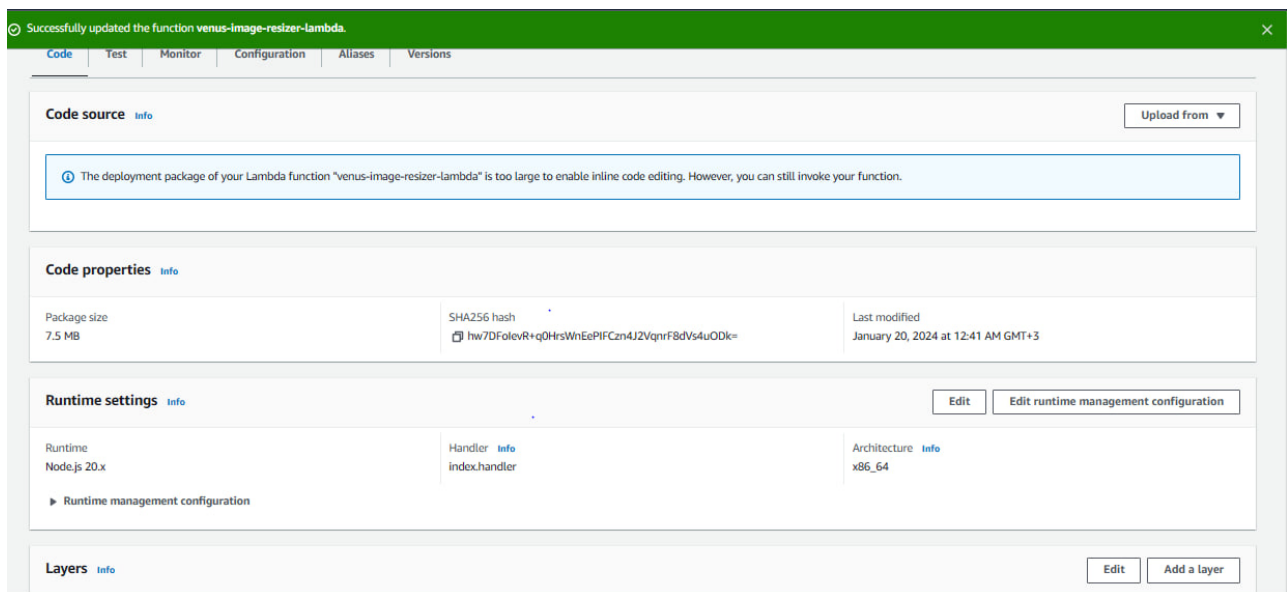 Successfully updated the function venus-image-resizer-lambda.
Code Test Monitor Configuration Aliases Versions
Code source Info
Upload from
The deployment package of your Lambda function "venus-image-resizer-lambda" is too large to enable inline code editing. However, you can still invoke your function.
Code properties Info
Package size
7.5 MB
SHA256 hash
hw7DFolevR+q0HrsWnEePIFCzn4J2VqnrF8dVs4uODk=
Last modified
January 20, 2024 at 12:41 AM GMT+3
Runtime settings Info
Edit
Edit runtime management configuration
Runtime
Node.js 20.x
Handler Info
index.handler
Architecture Info
x86_64
Runtime management configuration
Layers Info
Edit
Add a layer